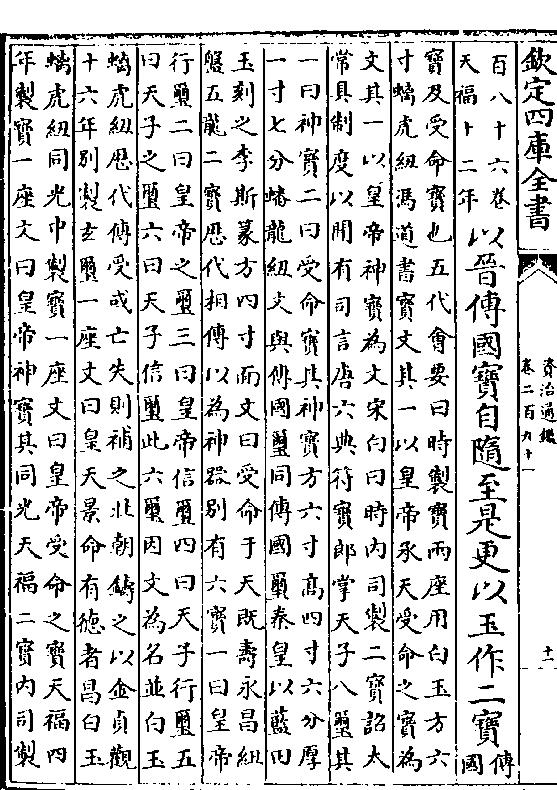 欽定四庫全書
資治通鑑
卷二百九十一
十一
百八十六卷
天福十二年
以晉傳國寶自隨至是更以玉作二寶
傳
國
寶及受命寶也五代會要曰時製寶兩座用白玉方六
寸螭虎紐馮道書寶文其一以皇帝承天受命之寶為
文其一以皇帝神寶為文宋白曰時内司製二寶詔太
常具制度以聞有司言唐六典符寶郎掌天子八璽其
一曰神寶二曰受命寶其神寶方六寸高四寸六分厚
一寸七分蟠龍紐文與傳國璽同傳國璽秦皇以藍田
玉刻之李斯篆方四寸面文曰受命于天既壽永昌紐
盤五龍二寶歴代相傳以為神器别有六寶一曰皇帝
行璽二曰皇帝之璽三曰皇帝信璽四曰天子行璽五
曰天子之璽六曰天子信璽此六璽因文為名並白玉
螭虎紐歴代傳受或亡失則補之北朝鑄之以金貞觀
十六年别製玄璽一座文曰皇天景命有德者昌白玉
螭虎紐同光中製寶一座文曰皇帝受命之寶天福四
年製寶一座文曰皇帝神寶其同光天福二寶内司製